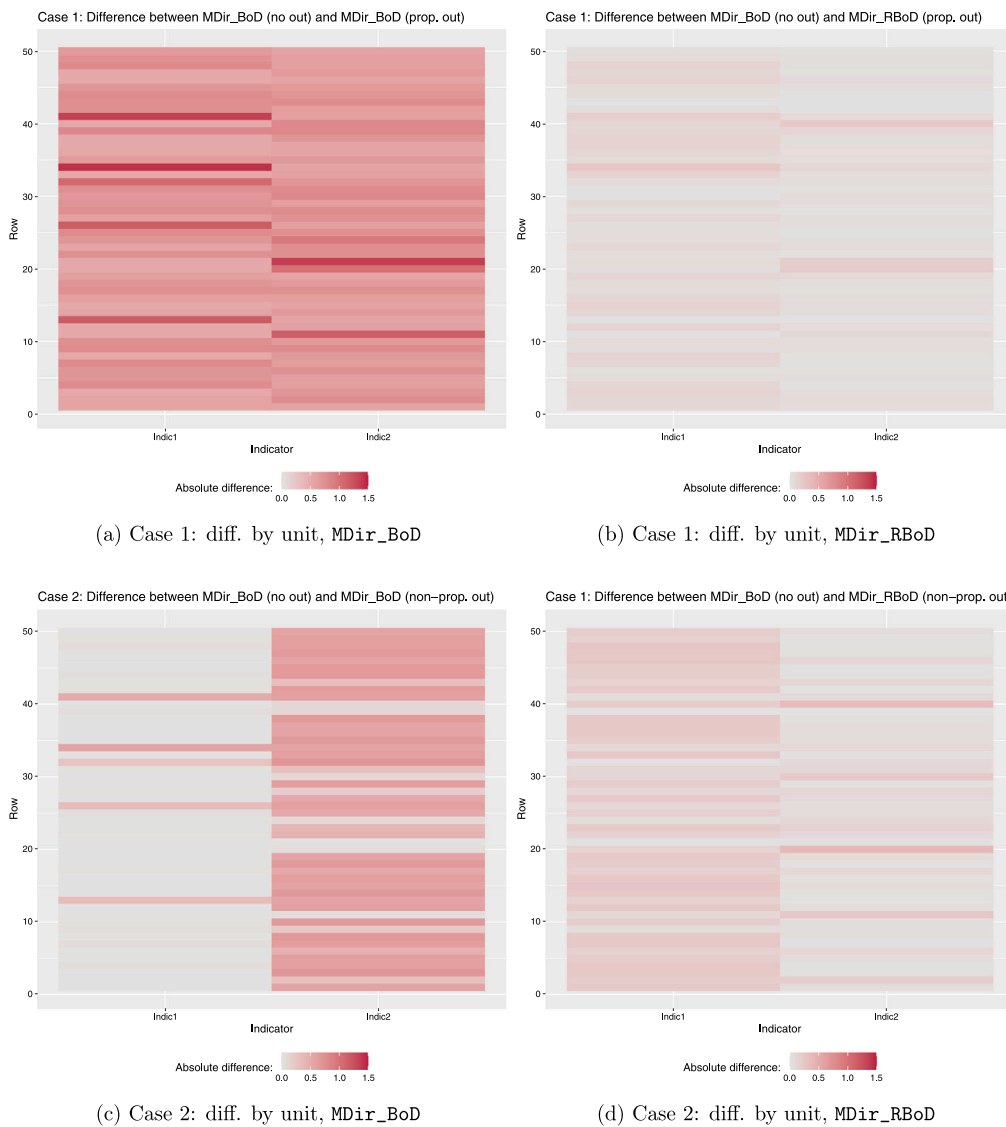 Case 1: Difference between MDir_BoD (no out) and MDir_BoD (prop. out)
50
40
30
20
10
0
Row
Indic1 Indic2
Indicator
Absolute difference:
0.0 0.5 1.0 1.5
(a) Case 1: diff. by unit, MDir_BoD
Case 1: Difference between MDir_BoD (no out) and MDir_RBoD (prop. out)
50
40
30
20
10
0
Row
Indic1 Indic2
Indicator
Absolute difference:
0.0 0.5 1.0 1.5
(b) Case 1: diff. by unit, MDir_RBoD
Case 2: Difference between MDir_BoD (no out) and MDir_BoD (non–prop. out)
50
40
30
20
10
0
Row
Indic1 Indic2
Indicator
Absolute difference:
0.0 0.5 1.0 1.5
(c) Case 2: diff. by unit, MDir_BoD
Case 1: Difference between MDir_BoD (no out) and MDir_RBoD (non–prop. out
50
40
30
20
10
0
Row
Indic1 Indic2
Indicator
Absolute difference:
0.0 0.5 1.0 1.5
(d) Case 2: diff. by unit, MDir_RBoD